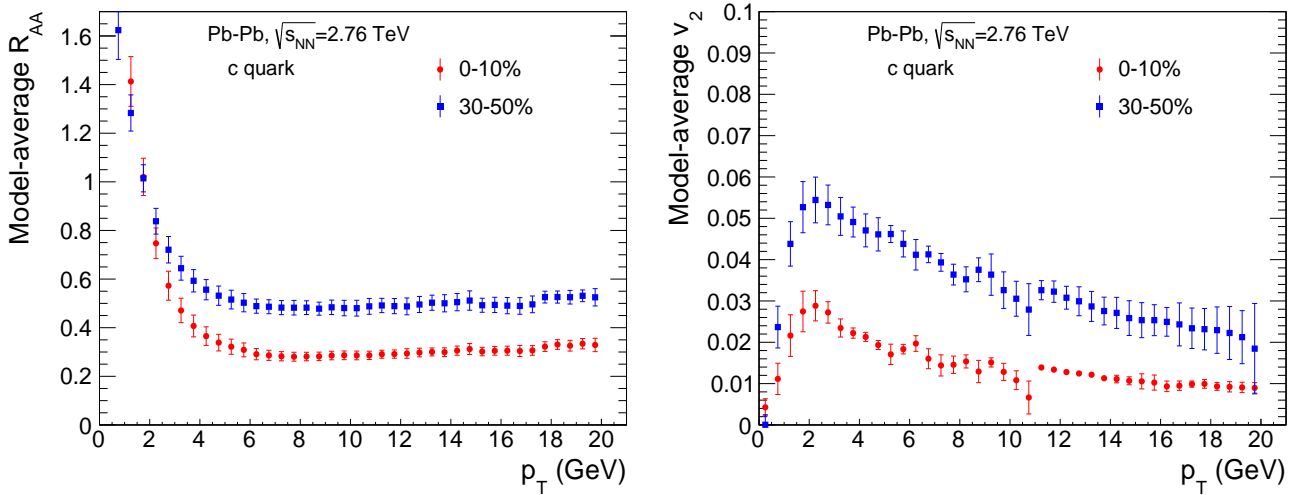 Model-average R_AA
1.6
1.4
1.2
1
0.8
0.6
0.4
0.2
0
Pb-Pb, √s_NN=2.76 TeV
c quark
0-10%
30-50%
0 2 4 6 8 10 12 14 16 18 20
p_T (GeV)
Model-average v_2
0.1
0.09
0.08
0.07
0.06
0.05
0.04
0.03
0.02
0.01
0
Pb-Pb, √s_NN=2.76 TeV
c quark
0-10%
30-50%
0 2 4 6 8 10 12 14 16 18 20
p_T (GeV)